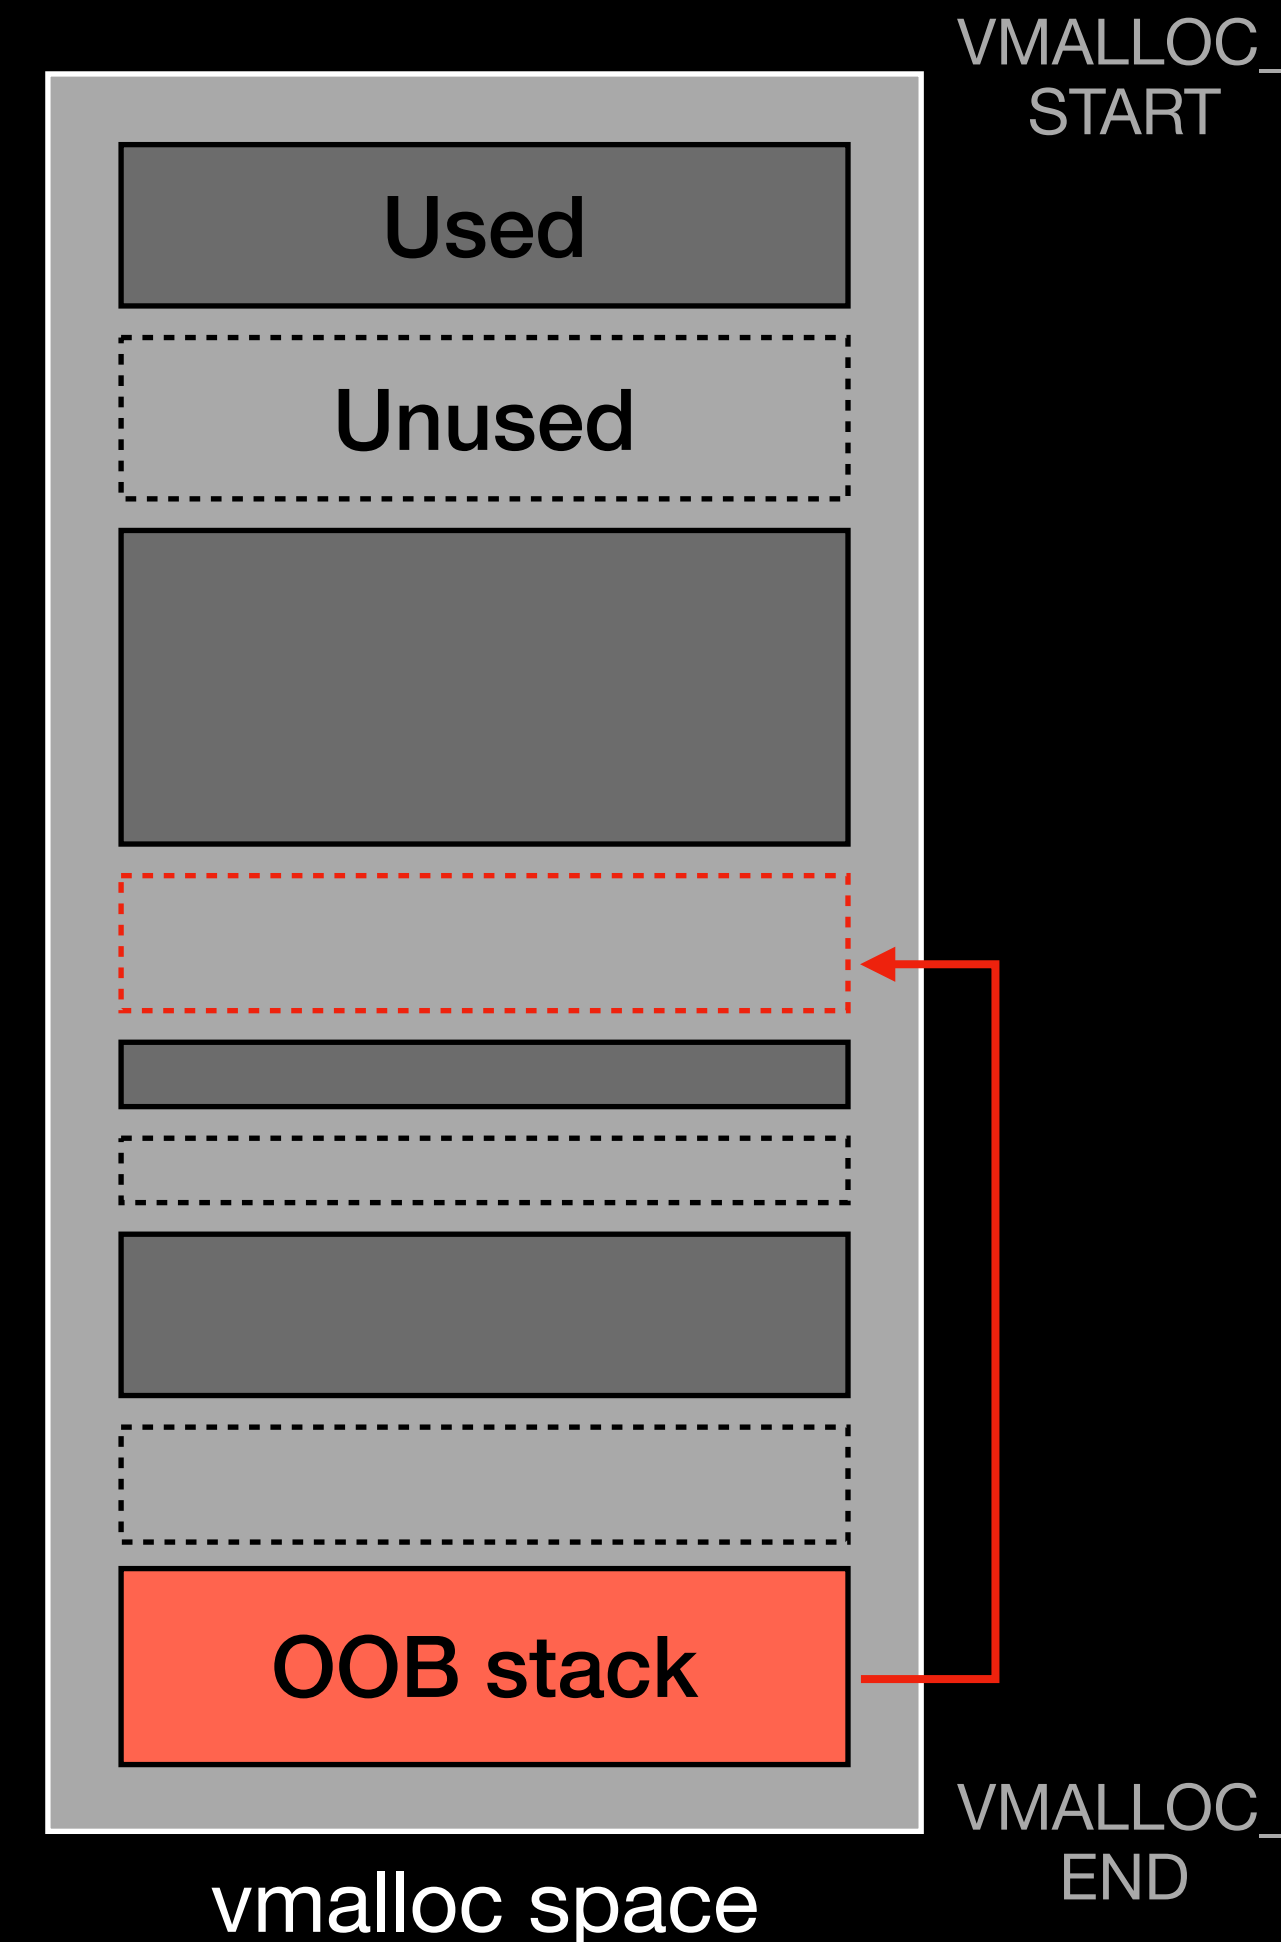 VMALLOC_
START
Used
Unused
OOB stack
VMALLOC_
END
vmalloc space